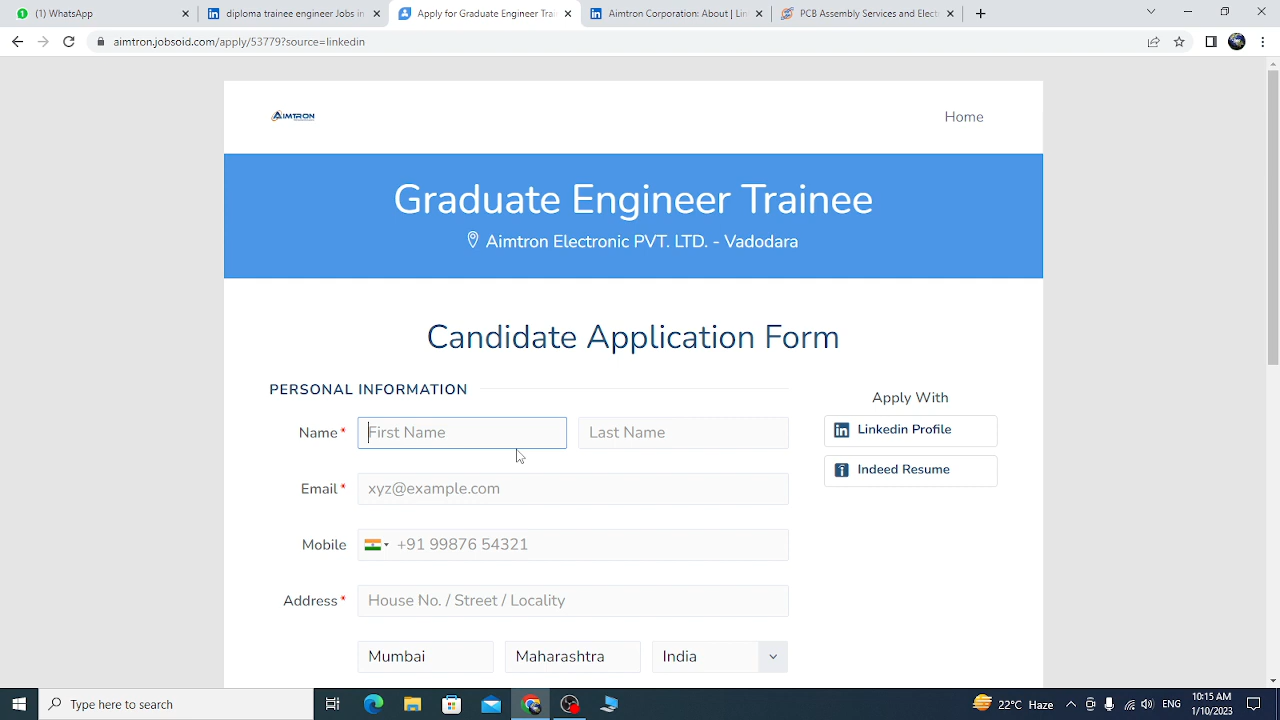 (1) WhatsApp
diploma trainee engineer Jobs
Apply for Graduate Engineer Trai
Aimtron Corporation: About | Lin
PCB Assembly Services and Elect
aimtron.jobsoid.com/apply/53779?source=linkedin
AIMTRON
Home
Graduate Engineer Trainee
Aimtron Electronic PVT. LTD. - Vadodara
Candidate Application Form
PERSONAL INFORMATION
Apply With
Name* First Name Last Name
Linkedin Profile
Indeed Resume
Email* xyz@example.com
Mobile +91 99876 54321
Address* House No. / Street / Locality
Mumbai Maharashtra India
Type here to search
22°C Haze
10:15 AM
1/10/2023